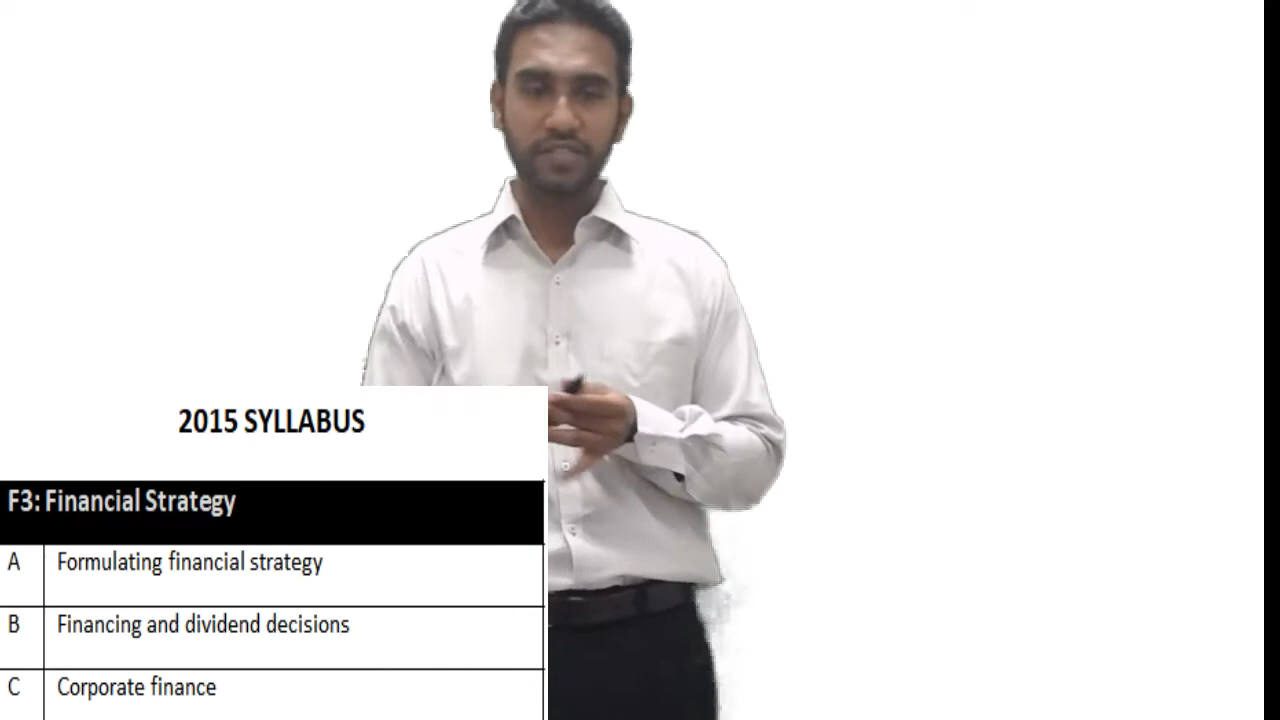 2015 SYLLABUS
F3: Financial Strategy
A Formulating financial strategy
B Financing and dividend decisions
C Corporate finance